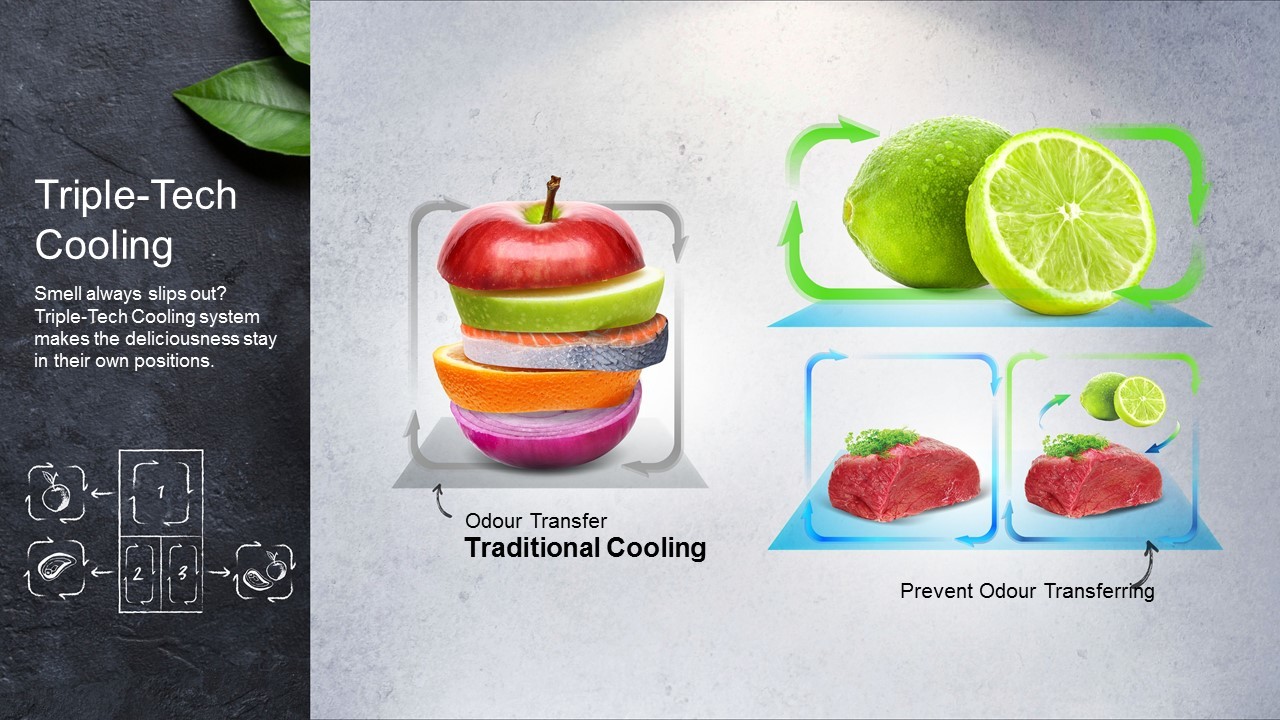 Triple-Tech
Cooling
Smell always slips out?
Triple-Tech Cooling system
makes the deliciousness stay
in their own positions.
1
2
3
Odour Transfer
Traditional Cooling
Prevent Odour Transferring